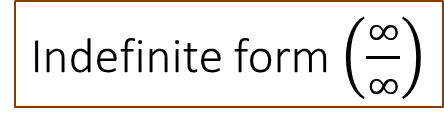 Indefinite form (∞/∞)